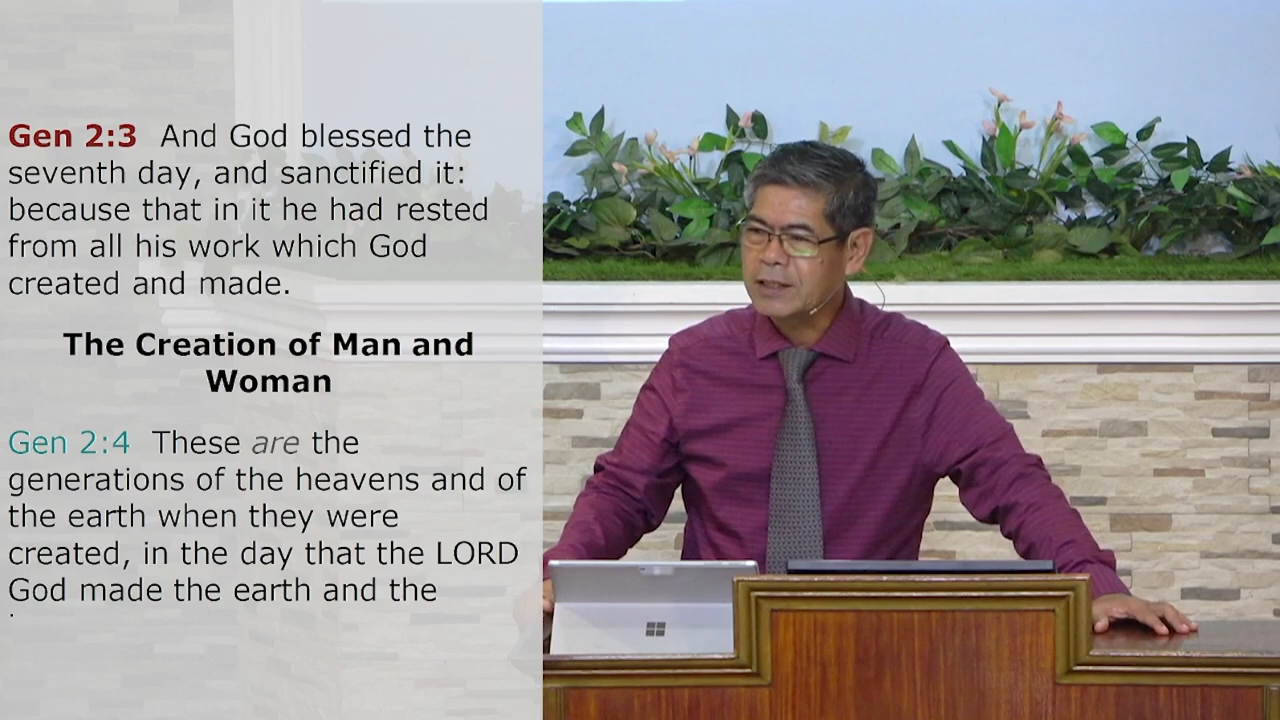 Gen 2:3 And God blessed the
seventh day, and sanctified it:
because that in it he had rested
from all his work which God
created and made.
The Creation of Man and
Woman
Gen 2:4 These are the
generations of the heavens and of
the earth when they were
created, in the day that the LORD
God made the earth and the